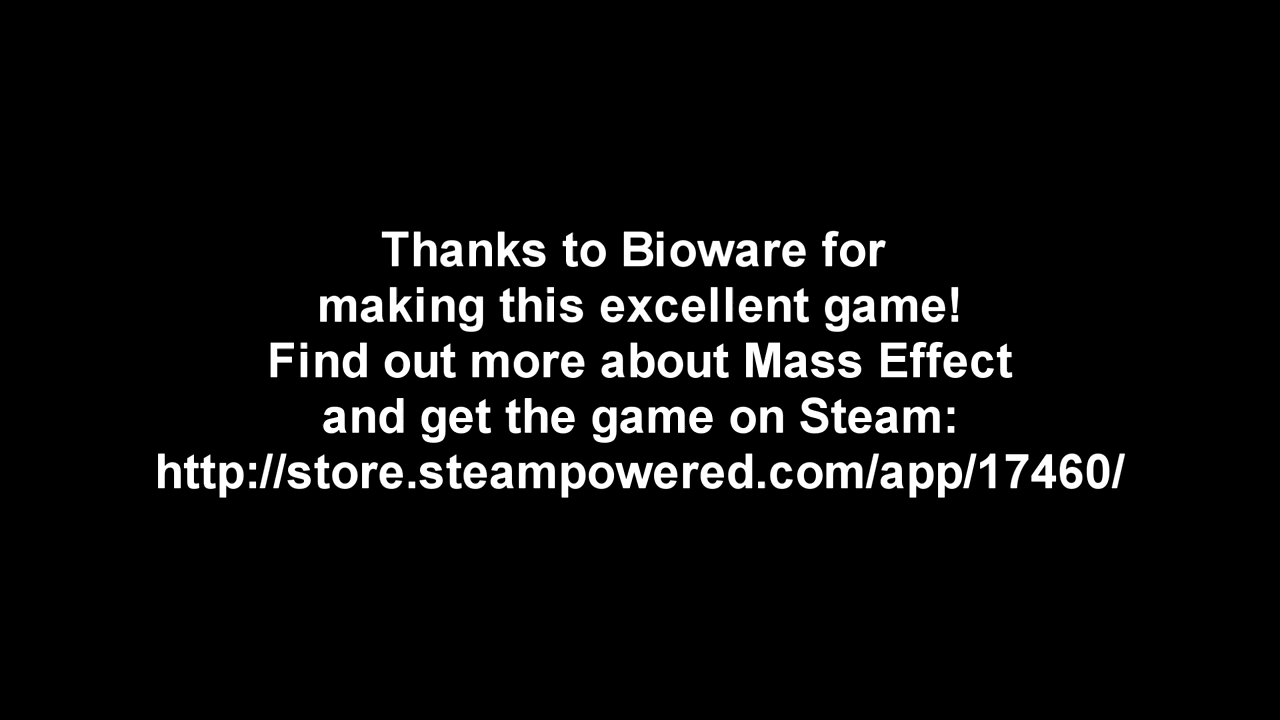 Thanks to Bioware for
making this excellent game!
Find out more about Mass Effect
and get the game on Steam:
http://store.steampowered.com/app/17460/